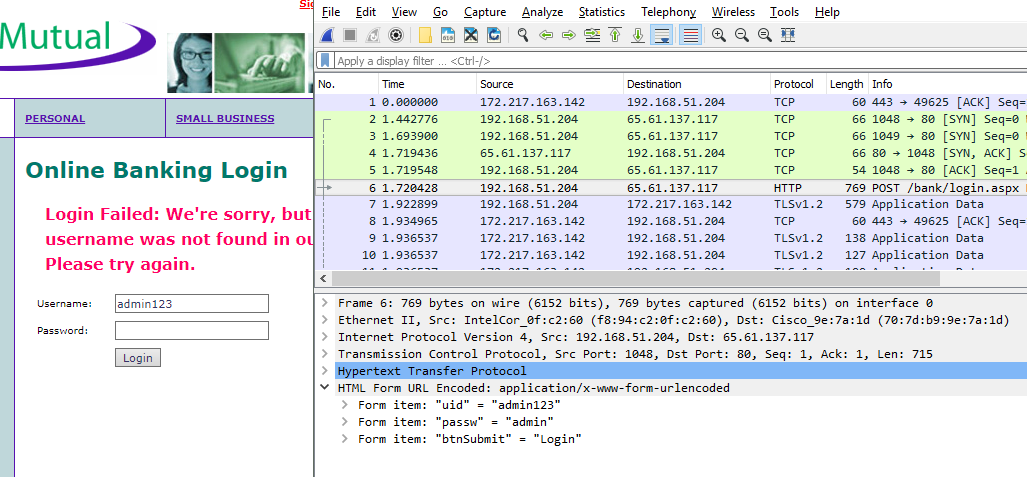 Sig
Mutual
PERSONAL
SMALL BUSINESS
Online Banking Login
Login Failed: We're sorry, but
username was not found in ou
Please try again.
Username:
admin123
Password:
Login
File Edit View Go Capture Analyze Statistics Telephony Wireless Tools Help
Apply a display filter ... <Ctrl-/>
No. Time Source Destination Protocol Length Info
1 0.000000 172.217.163.142 192.168.51.204 TCP 60 443 → 49625 [ACK] Seq=
2 1.442776 192.168.51.204 65.61.137.117 TCP 66 1048 → 80 [SYN] Seq=0
3 1.693900 192.168.51.204 65.61.137.117 TCP 66 1049 → 80 [SYN] Seq=0
4 1.719436 65.61.137.117 192.168.51.204 TCP 66 80 → 1048 [SYN, ACK]
5 1.719548 192.168.51.204 65.61.137.117 TCP 54 1048 → 80 [ACK] Seq=1
6 1.720428 192.168.51.204 65.61.137.117 HTTP 769 POST /bank/login.aspx
7 1.922899 192.168.51.204 172.217.163.142 TLSv1.2 579 Application Data
8 1.934965 172.217.163.142 192.168.51.204 TCP 60 443 → 49625 [ACK] Seq=
9 1.936537 172.217.163.142 192.168.51.204 TLSv1.2 138 Application Data
10 1.936537 172.217.163.142 192.168.51.204 TLSv1.2 127 Application Data
Frame 6: 769 bytes on wire (6152 bits), 769 bytes captured (6152 bits) on interface 0
Ethernet II, Src: IntelCor_0f:c2:60 (f8:94:c2:0f:c2:60), Dst: Cisco_9e:7a:1d (70:7d:b9:9e:7a:1d)
Internet Protocol Version 4, Src: 192.168.51.204, Dst: 65.61.137.117
Transmission Control Protocol, Src Port: 1048, Dst Port: 80, Seq: 1, Ack: 1, Len: 715
Hypertext Transfer Protocol
HTML Form URL Encoded: application/x-www-form-urlencoded
Form item: "uid" = "admin123"
Form item: "passw" = "admin"
Form item: "btnSubmit" = "Login"